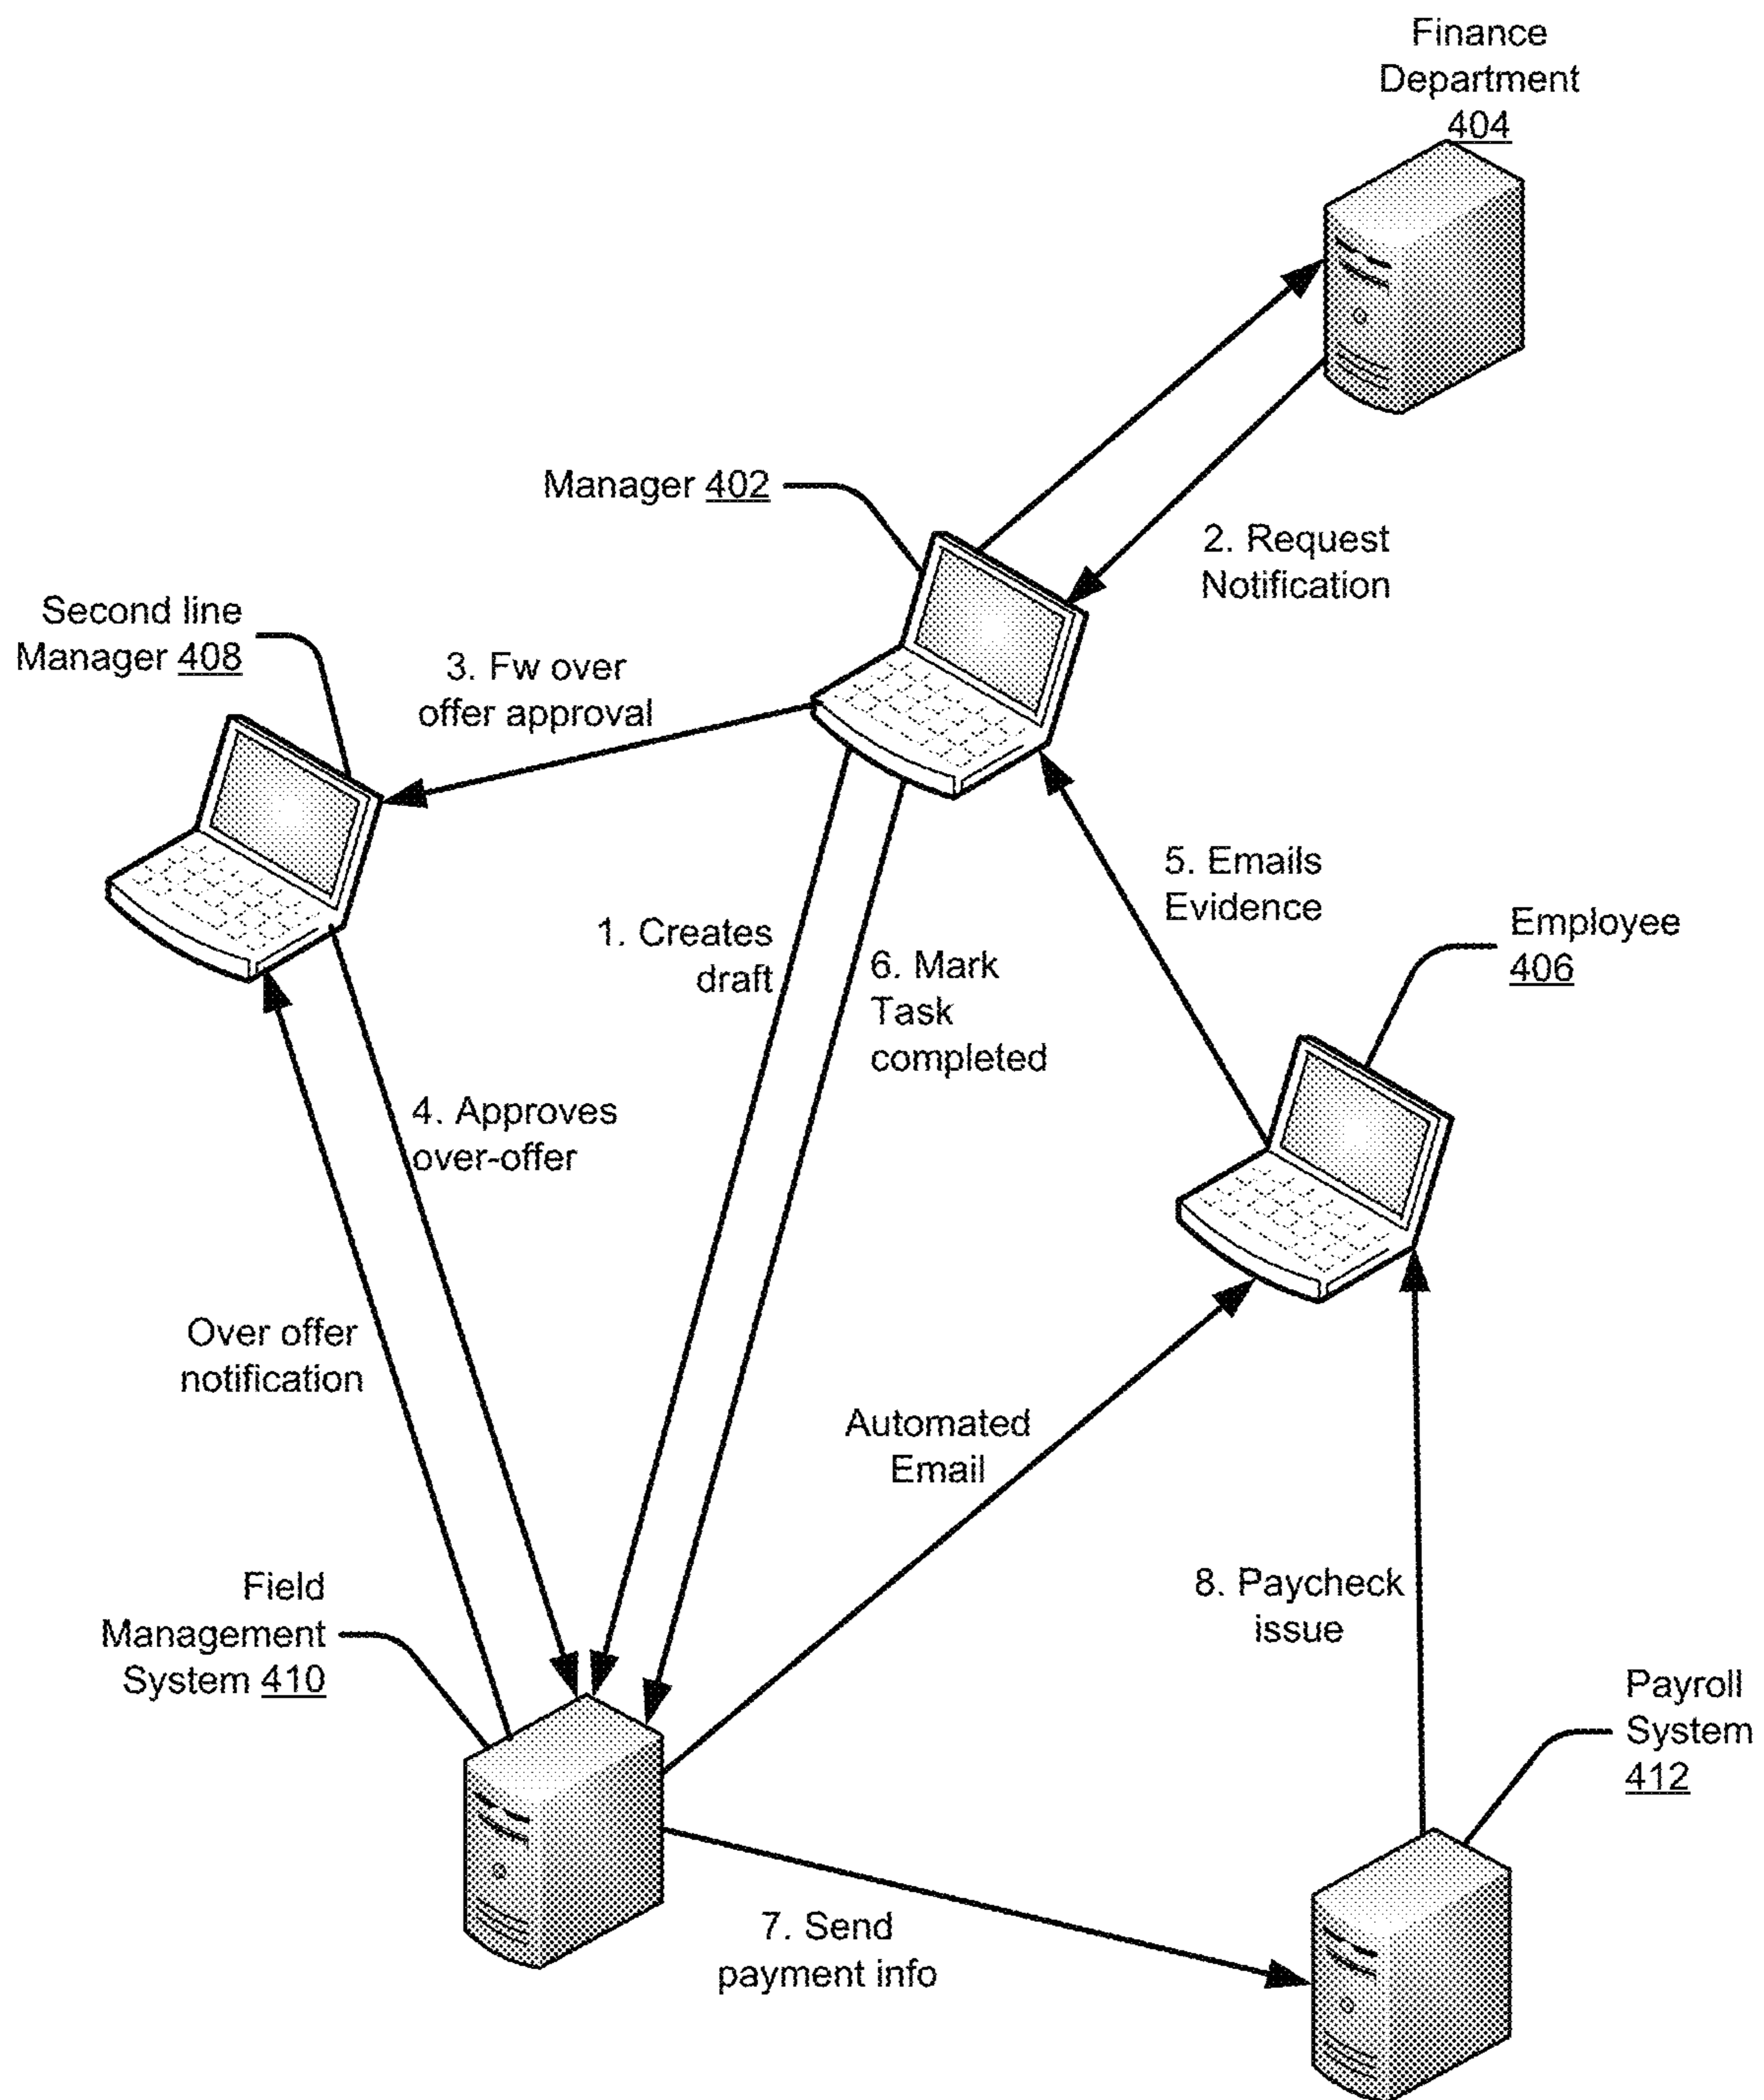 Finance
Department
404
Manager 402
2. Request
Notification
Second line
Manager 408
3. Fw over
offer approval
5. Emails
Evidence
Employee
406
1. Creates
draft
6. Mark
Task
completed
4. Approves
over-offer
Over offer
notification
Automated
Email
8. Paycheck
issue
Field
Management
System 410
Payroll
System
412
7. Send
payment info